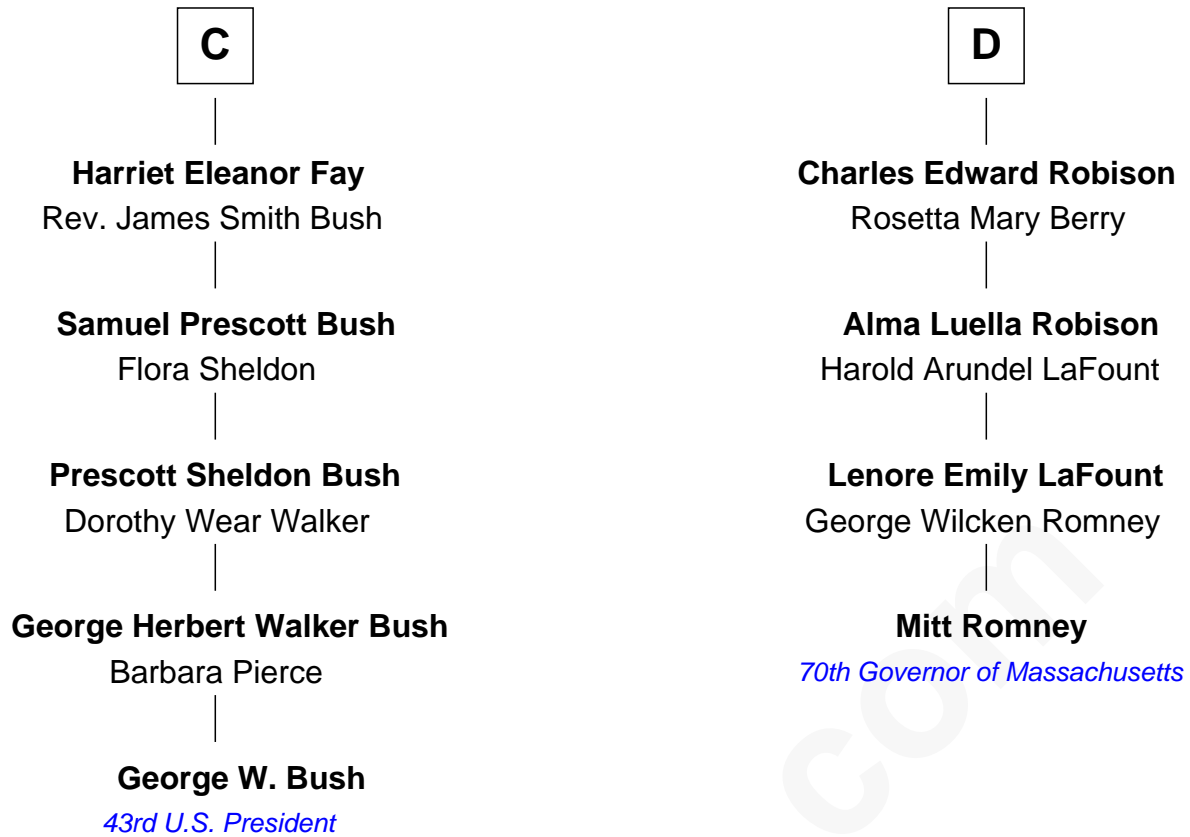 C
Harriet Eleanor Fay
Rev. James Smith Bush
Samuel Prescott Bush
Flora Sheldon
Prescott Sheldon Bush
Dorothy Wear Walker
George Herbert Walker Bush
Barbara Pierce
George W. Bush
43rd U.S. President
D
Charles Edward Robison
Rosetta Mary Berry
Alma Luella Robison
Harold Arundel LaFount
Lenore Emily LaFount
George Wilcken Romney
Mitt Romney
70th Governor of Massachusetts
com